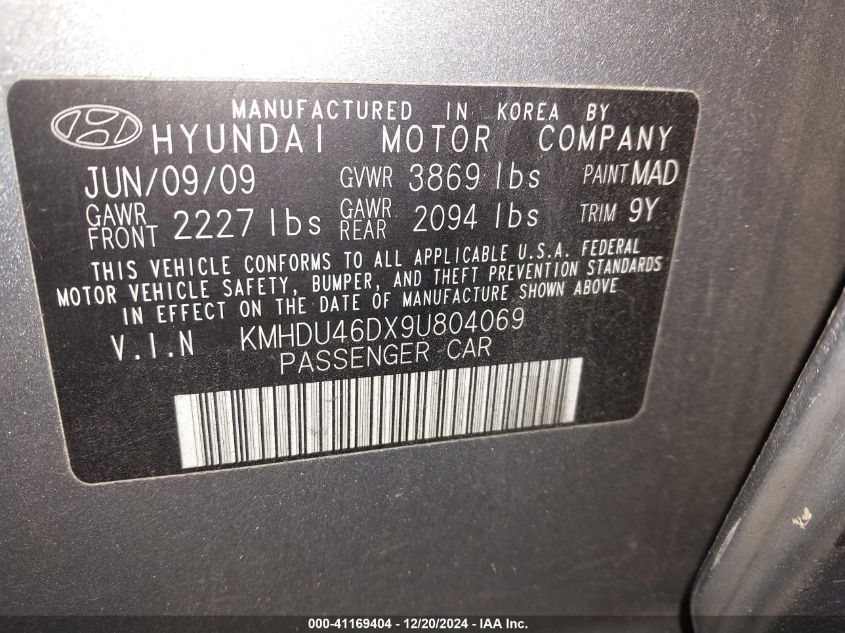 MANUFACTURED IN KOREA BY
HYUNDAI MOTOR COMPANY
JUN/09/09 GVWR 3869 lbs PAINT MAD
GAWR FRONT 2227 lbs GAWR REAR 2094 lbs TRIM 9Y
THIS VEHICLE CONFORMS TO ALL APPLICABLE U.S.A. FEDERAL
MOTOR VEHICLE SAFETY, BUMPER, AND THEFT PREVENTION STANDARDS
IN EFFECT ON THE DATE OF MANUFACTURE SHOWN ABOVE
V.I.N KMHDU46DX9U804069
PASSENGER CAR
000-41169404 - 12/20/2024 - IAA Inc.